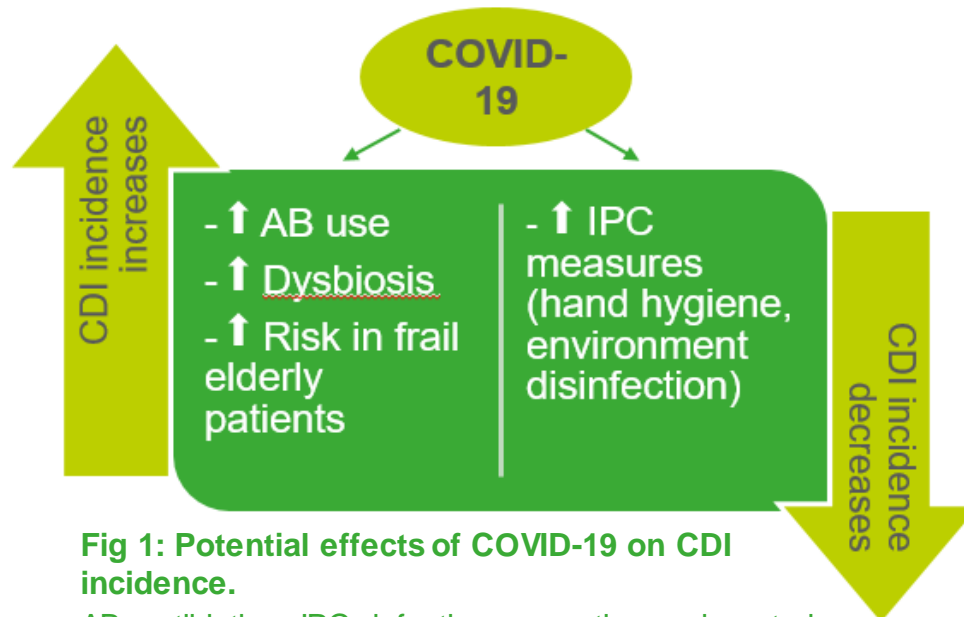 COVID-
19
CDI incidence
increases
- ⬆ AB use
- ⬆ Dysbiosis
- ⬆ Risk in frail
elderly
patients
- ⬆ IPC
measures
(hand hygiene,
environment
disinfection)
CDI incidence
decreases
Fig 1: Potential effects of COVID-19 on CDI
incidence.